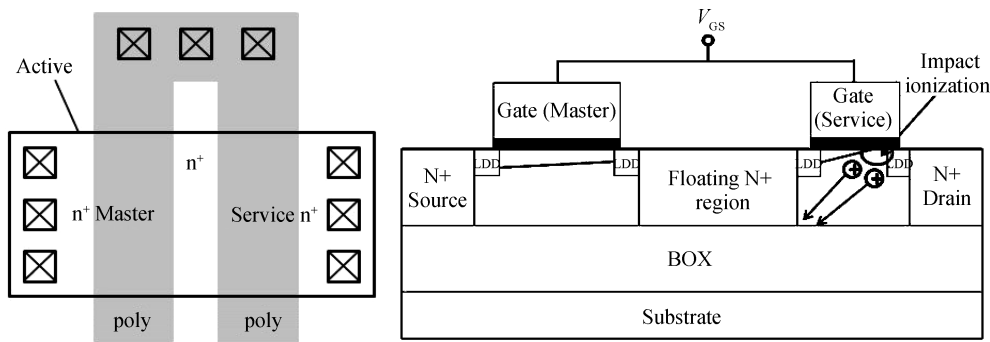 Active
n⁺
n⁺ Master
Service n⁺
poly
poly
V_GS
Impact
ionization
Gate (Master)
Gate
(Service)
LDD
LDD
LDD
LDD
N+
Source
Floating N+
region
N+
Drain
BOX
Substrate